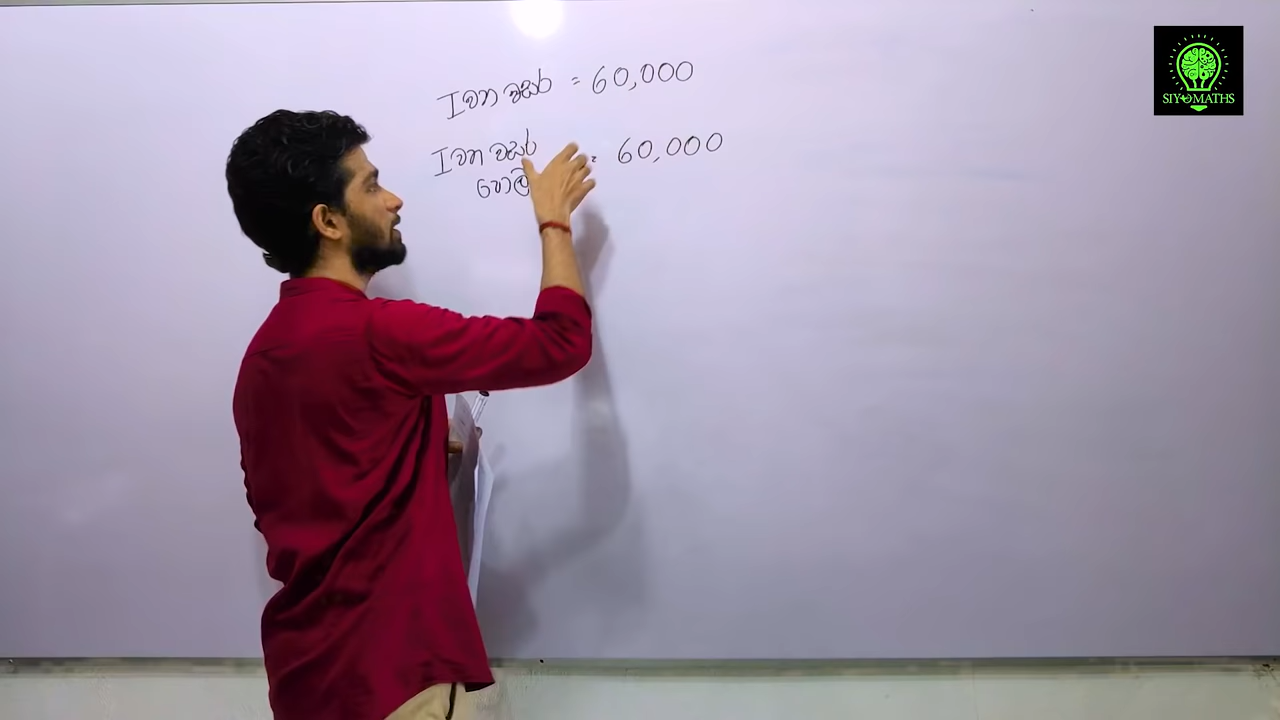 I වන වසර = 60,000
I වන වසර = 60,000
SIYOMATHS